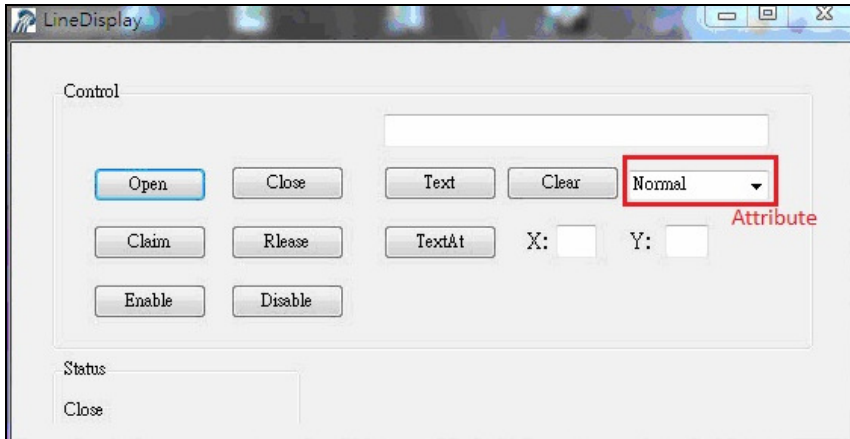 LineDisplay
Control
Open Close Text Clear Normal
Attribute
Claim Rlease TextAt X: Y:
Enable Disable
Status
Close